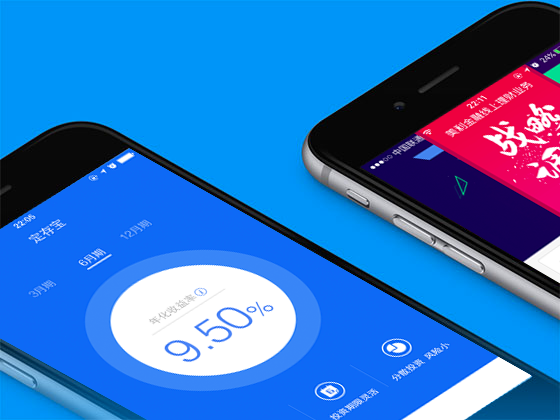 22:05
定存宝
3月期
6月期
12月期
年化收益率
9.50%
投资期限灵活
分散投资 风险小
中国联通
22:11
24%
美利金融线上理财业务
战略